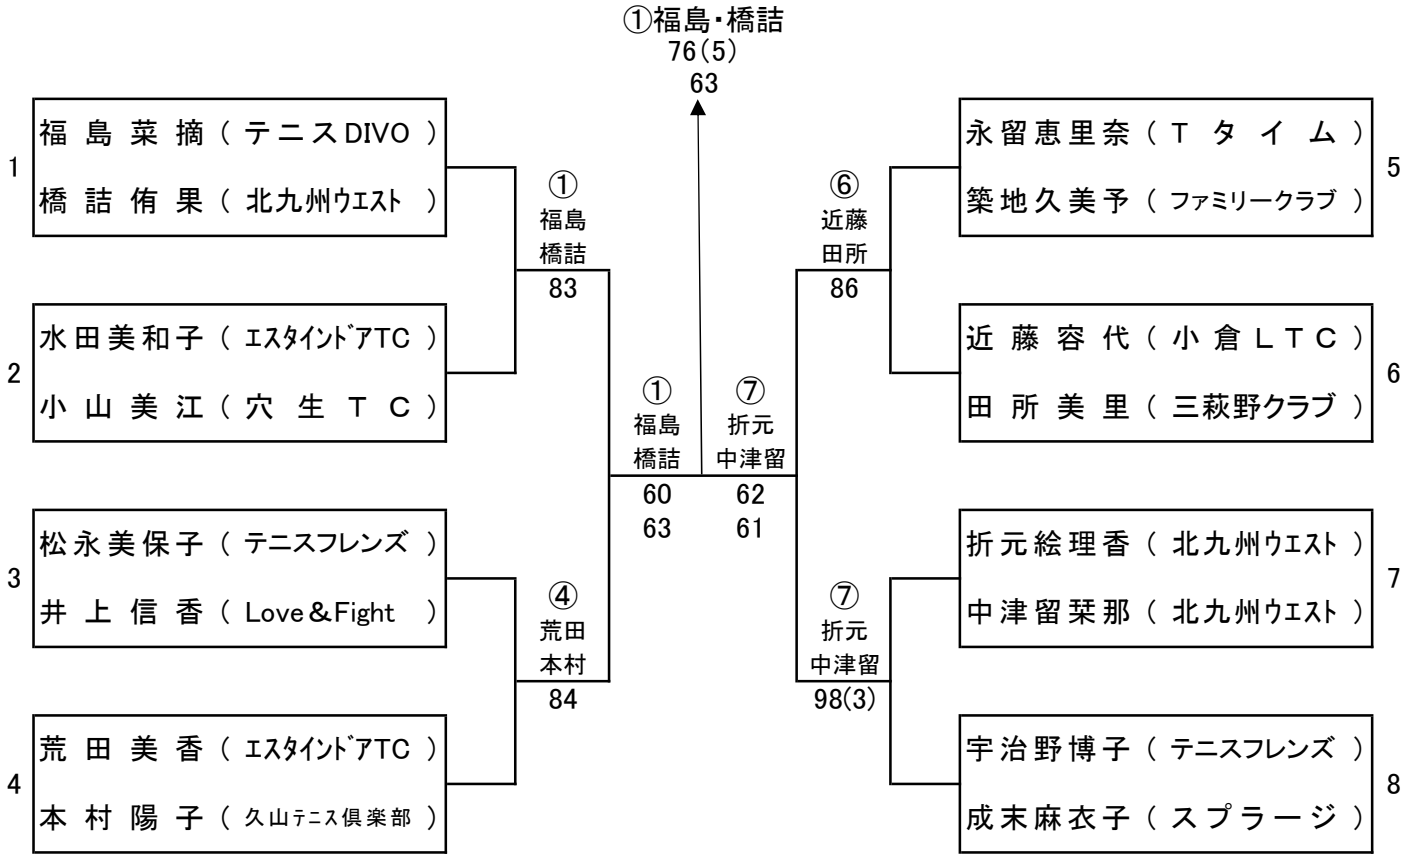 ①福島・橋詰
76(5)
63
1
福島菜摘(テニスDIVO)
橋詰侑果(北九州ウエスト)
2
水田美和子(エスタインドアTC)
小山美江(穴生TC)
3
松永美保子(テニスフレンズ)
井上信香(Love&Fight)
4
荒田美香(エスタインドアTC)
本村陽子(久山テニス倶楽部)
①
福島
橋詰
83
④
荒田
本村
84
①
福島
橋詰
60
63
⑦
折元
中津留
62
61
⑥
近藤
田所
86
⑦
折元
中津留
98(3)
永留恵里奈(Tタイム)
築地久美予(ファミリークラブ)
5
近藤容代(小倉LTC)
田所美里(三萩野クラブ)
6
折元絵理香(北九州ウエスト)
中津留栞那(北九州ウエスト)
7
宇治野博子(テニスフレンズ)
成末麻衣子(スプラージ)
8